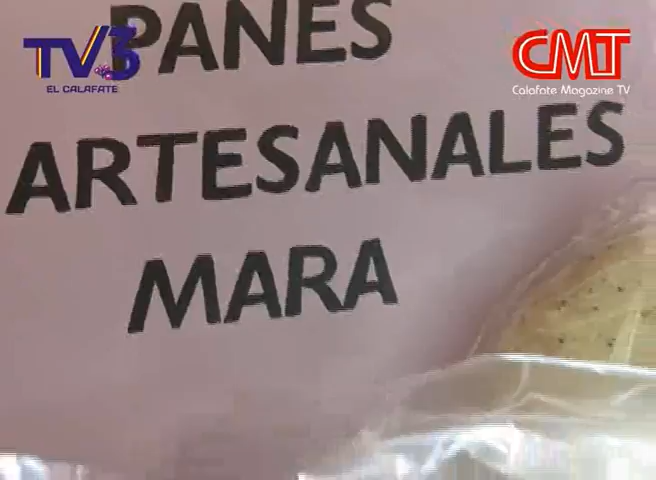 TV3
EL CALAFATE
CMT
Calafate Magazine TV
PANES
ARTESANALES
MARA